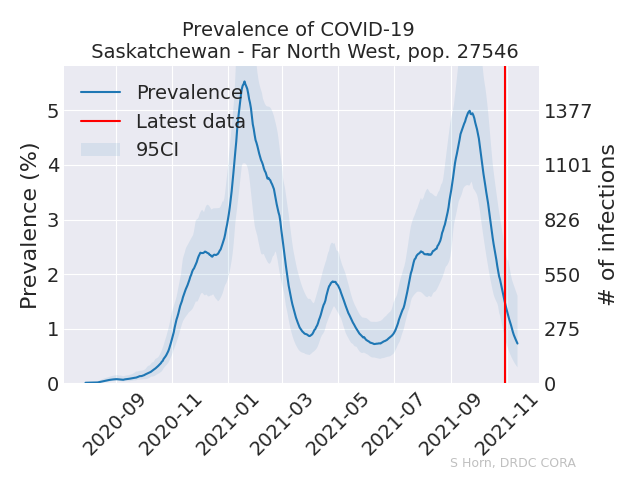 Prevalence of COVID-19
Saskatchewan - Far North West, pop. 27546
Prevalence
Latest data
95CI
Prevalence (%)
5
4
3
2
1
0
1377
1101
826
550
275
0
# of infections
2020-09
2020-11
2021-01
2021-03
2021-05
2021-07
2021-09
2021-11
S Horn, DRDC CORA